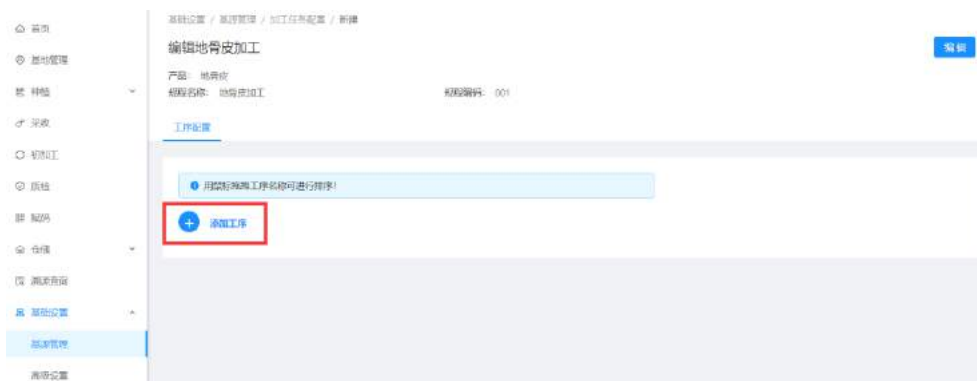 基础设置 / 基源管理 / 加工任务配置 / 新增
首页
编辑地骨皮加工
编辑
基地管理
产品: 地骨皮
种植
规程名称: 地骨皮加工
规程编码: 001
采收
工序配置
初加工
质检
用鼠标拖拽工序名称可进行排序!
赋码
添加工序
仓储
溯源查询
基础设置
基源管理
高级设置